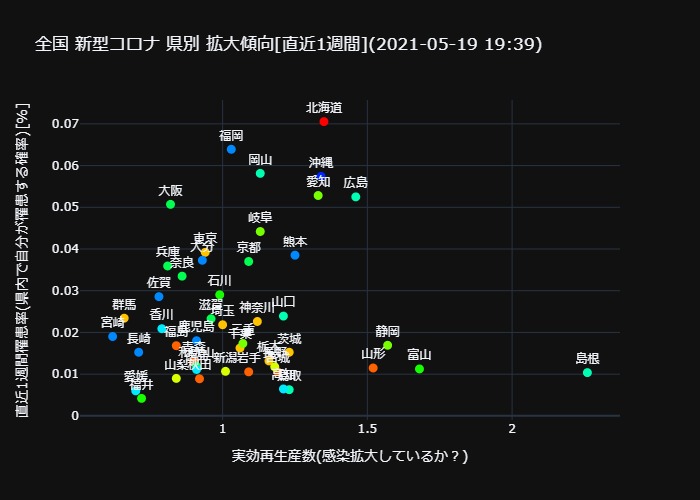 全国 新型コロナ 県別 拡大傾向[直近1週間](2021-05-19 19:39)
直近1週間罹患率(県内で自分が罹患する確率)[%]
0.07
0.06
0.05
0.04
0.03
0.02
0.01
0
北海道
福岡
岡山
沖縄
愛知
広島
大阪
岐阜
東京
大分
京都
熊本
兵庫
奈良
佐賀
石川
群馬
滋賀
神奈川
山口
宮崎
香川
埼玉
福島
鹿児島
三重
千葉
長崎
栃木
茨城
静岡
山形
富山
島根
山梨
秋田
新潟
岩手
愛媛
福井
鳥取
1
1.5
2
実効再生産数(感染拡大しているか？)